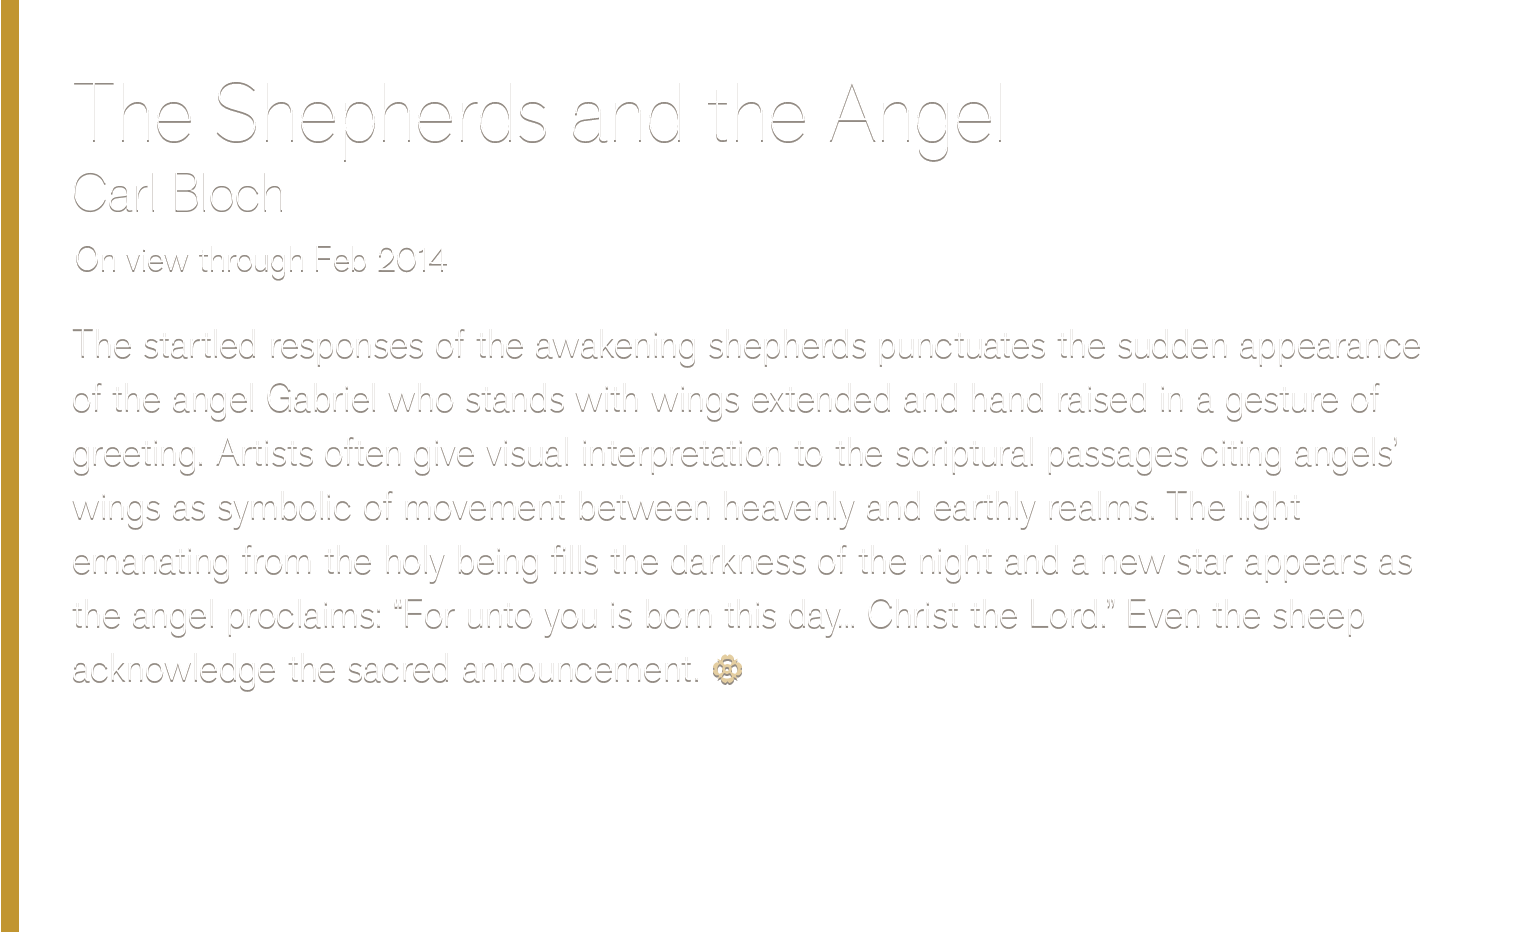 The Shepherds and the Angel
Carl Bloch
On view through Feb 2014
The startled responses of the awakening shepherds punctuates the sudden appearance
of the angel Gabriel who stands with wings extended and hand raised in a gesture of
greeting. Artists often give visual interpretation to the scriptural passages citing angels’
wings as symbolic of movement between heavenly and earthly realms. The light
emanating from the holy being fills the darkness of the night and a new star appears as
the angel proclaims: “For unto you is born this day... Christ the Lord.” Even the sheep
acknowledge the sacred announcement.